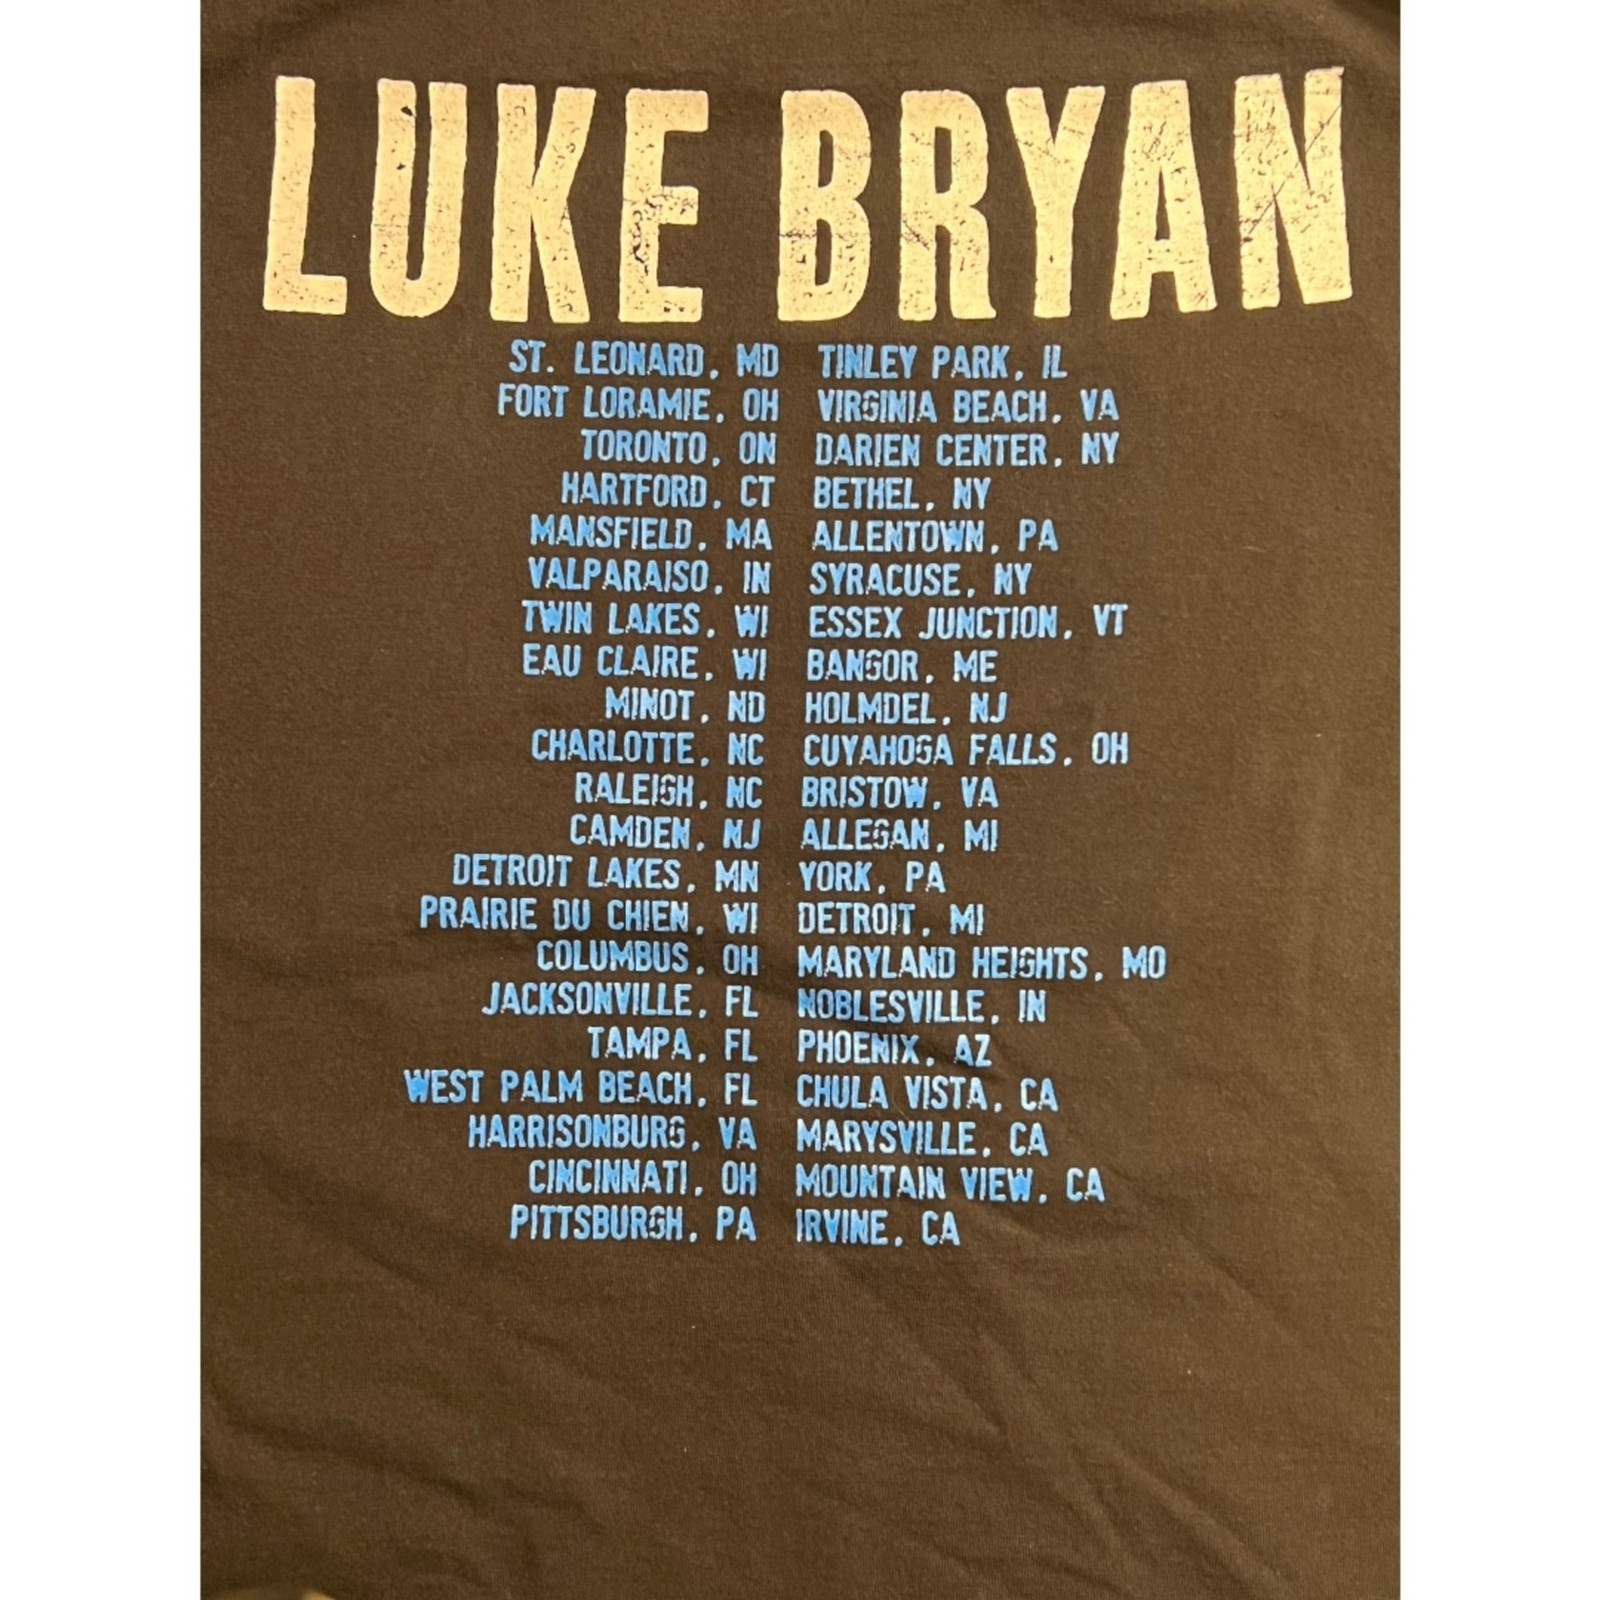 LUKE BRYAN
ST. LEONARD, MD
FORT LORAMIE, OH
TORONTO, ON
HARTFORD, CT
MANSFIELD, MA
VALPARAISO, IN
TWIN LAKES, WI
EAU CLAIRE, WI
MINOT, ND
CHARLOTTE, NC
RALEIGH, NC
CAMDEN, NJ
DETROIT LAKES, MN
PRAIRIE DU CHIEN, WI
COLUMBUS, OH
JACKSONVILLE, FL
TAMPA, FL
WEST PALM BEACH, FL
HARRISONBURG, VA
CINCINNATI, OH
PITTSBURGH, PA
TINLEY PARK, IL
VIRGINIA BEACH, VA
DARIEN CENTER, NY
BETHEL, NY
ALLENTOWN, PA
SYRACUSE, NY
ESSEX JUNCTION, VT
BANGOR, ME
HOLMDEL, NJ
CUYAHOGA FALLS, OH
BRISTOW, VA
ALLEGAN, MI
YORK, PA
DETROIT, MI
MARYLAND HEIGHTS, MO
NOBLESVILLE, IN
PHOENIX, AZ
CHULA VISTA, CA
MARYSVILLE, CA
MOUNTAIN VIEW, CA
IRVINE, CA